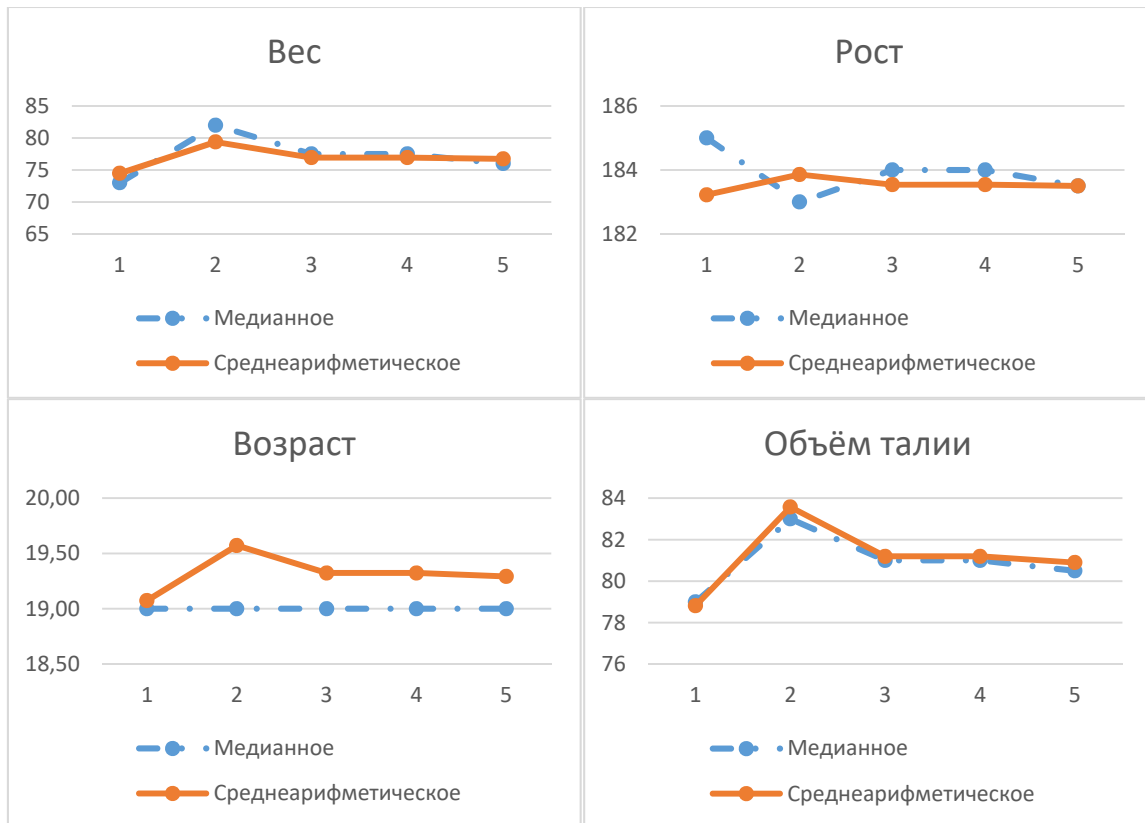 Вес
85
80
75
70
65
1 2 3 4 5
Медианное
Среднеарифметическое
Рост
186
184
182
1 2 3 4 5
Медианное
Среднеарифметическое
Возраст
20,00
19,50
19,00
18,50
1 2 3 4 5
Медианное
Среднеарифметическое
Объём талии
84
82
80
78
76
1 2 3 4 5
Медианное
Среднеарифметическое